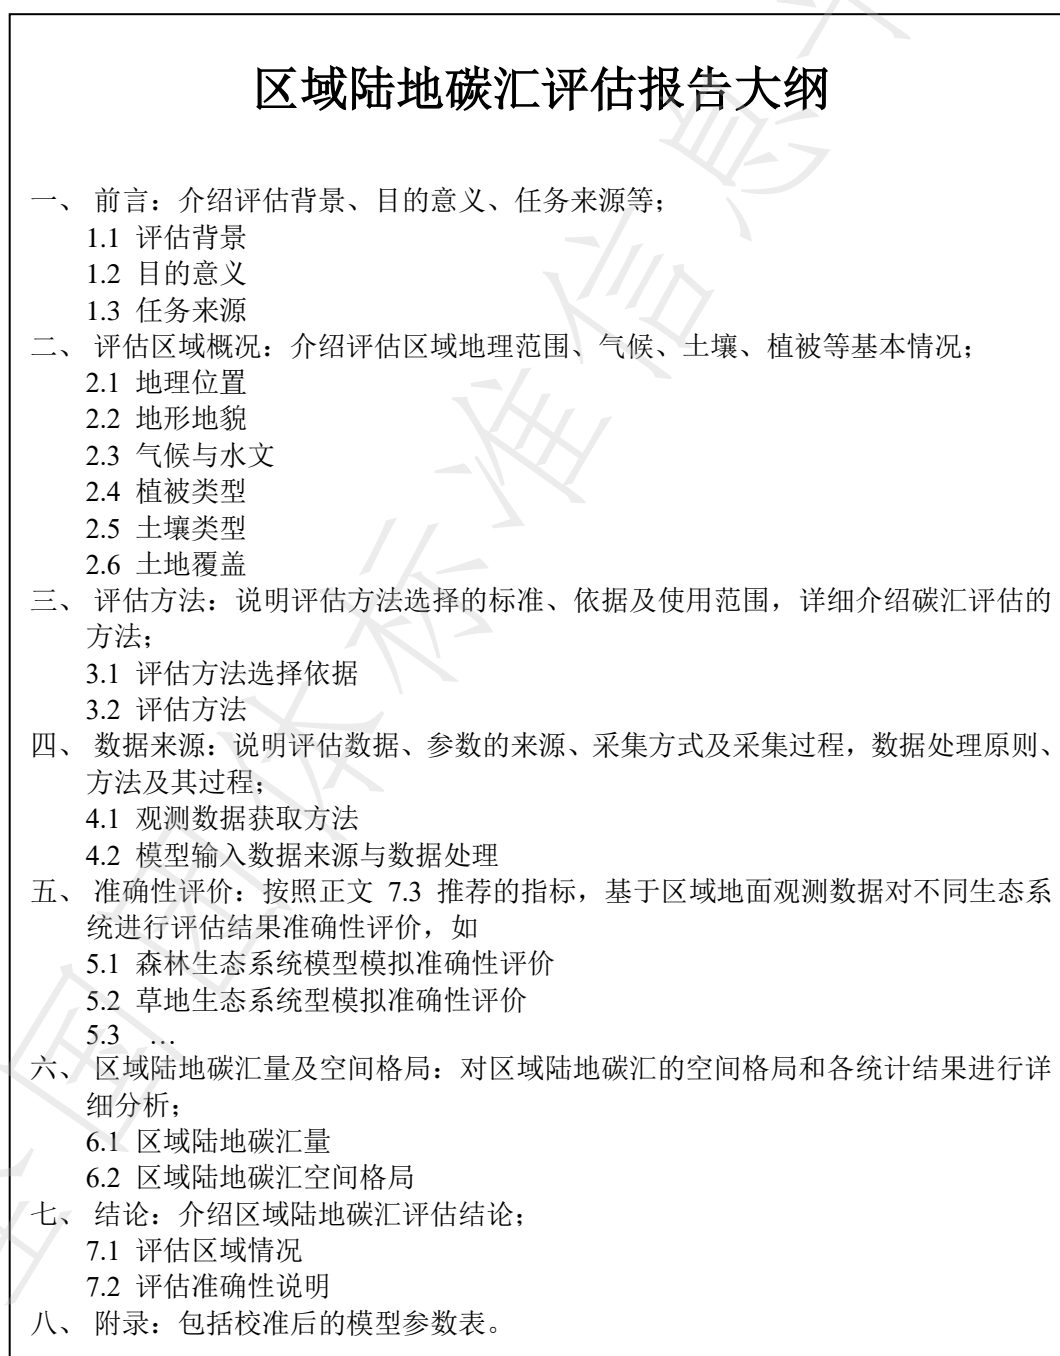 区域陆地碳汇评估报告大纲
一、 前言：介绍评估背景、目的意义、任务来源等；
1.1 评估背景
1.2 目的意义
1.3 任务来源
二、 评估区域概况：介绍评估区域地理范围、气候、土壤、植被等基本情况；
2.1 地理位置
2.2 地形地貌
2.3 气候与水文
2.4 植被类型
2.5 土壤类型
2.6 土地覆盖
三、 评估方法：说明评估方法选择的标准、依据及使用范围，详细介绍碳汇评估的
方法；
3.1 评估方法选择依据
3.2 评估方法
四、 数据来源：说明评估数据、参数的来源、采集方式及采集过程，数据处理原则、
方法及其过程；
4.1 观测数据获取方法
4.2 模型输入数据来源与数据处理
五、 准确性评价：按照正文 7.3 推荐的指标，基于区域地面观测数据对不同生态系
统进行评估结果准确性评价，如
5.1 森林生态系统模型模拟准确性评价
5.2 草地生态系统型模拟准确性评价
5.3 …
六、 区域陆地碳汇量及空间格局：对区域陆地碳汇的空间格局和各统计结果进行详
细分析；
6.1 区域陆地碳汇量
6.2 区域陆地碳汇空间格局
七、 结论：介绍区域陆地碳汇评估结论；
7.1 评估区域情况
7.2 评估准确性说明
八、 附录：包括校准后的模型参数表。
全国团体标准信息平